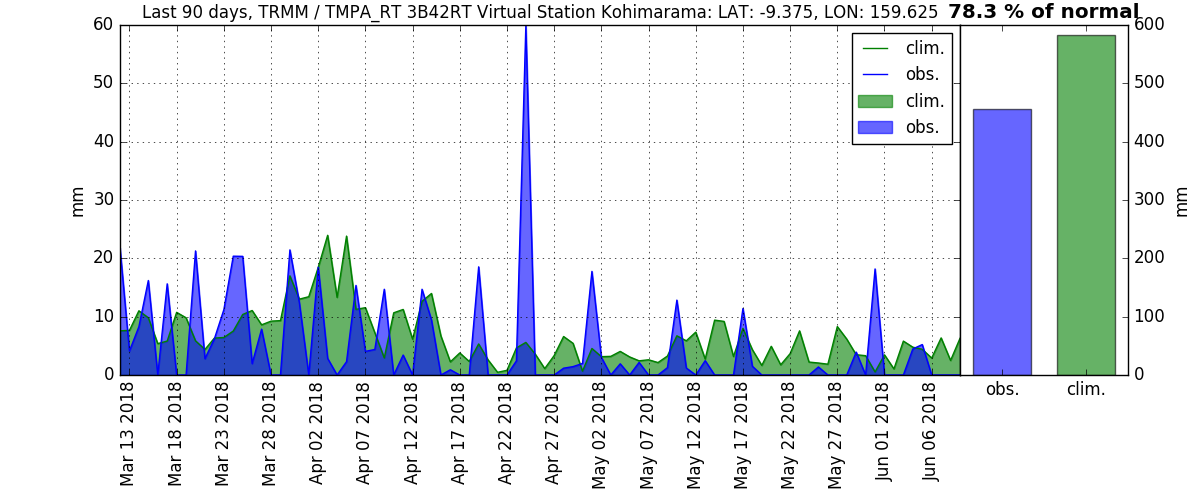 Last 90 days, TRMM / TMPA_RT 3B42RT Virtual Station Kohimarama: LAT: -9.375, LON: 159.625 78.3 % of normal
60
50
40
30
20
10
0
mm
clim.
obs.
clim.
obs.
600
500
400
300
200
100
0
mm
obs.
clim.
Mar 13 2018
Mar 18 2018
Mar 23 2018
Mar 28 2018
Apr 02 2018
Apr 07 2018
Apr 12 2018
Apr 17 2018
Apr 22 2018
Apr 27 2018
May 02 2018
May 07 2018
May 12 2018
May 17 2018
May 22 2018
May 27 2018
Jun 01 2018
Jun 06 2018